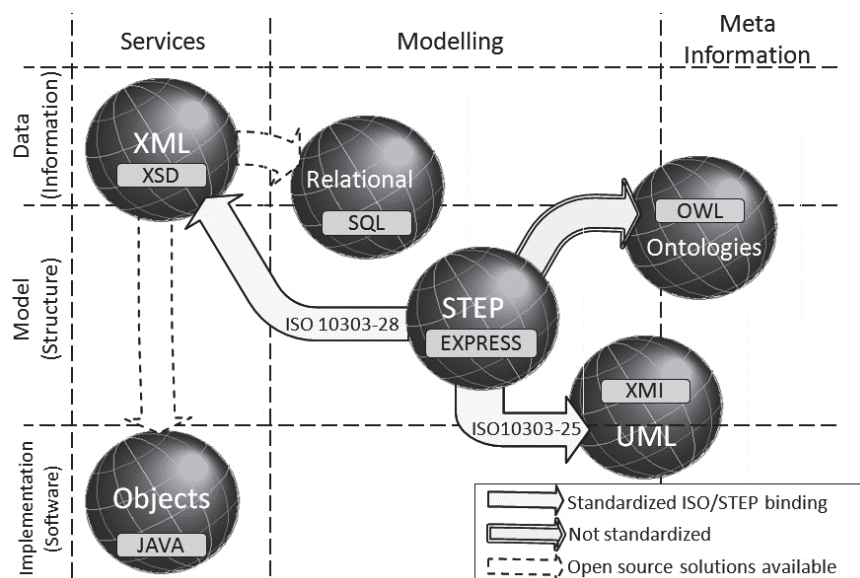 Services
Modelling
Meta
Information
Data
(Information)
XML
XSD
Relational
SQL
OWL
Ontologies
Model
(Structure)
STEP
EXPRESS
ISO 10303-28
XMI
UML
ISO10303-25
Implementation
(Software)
Objects
JAVA
Standardized ISO/STEP binding
Not standardized
Open source solutions available